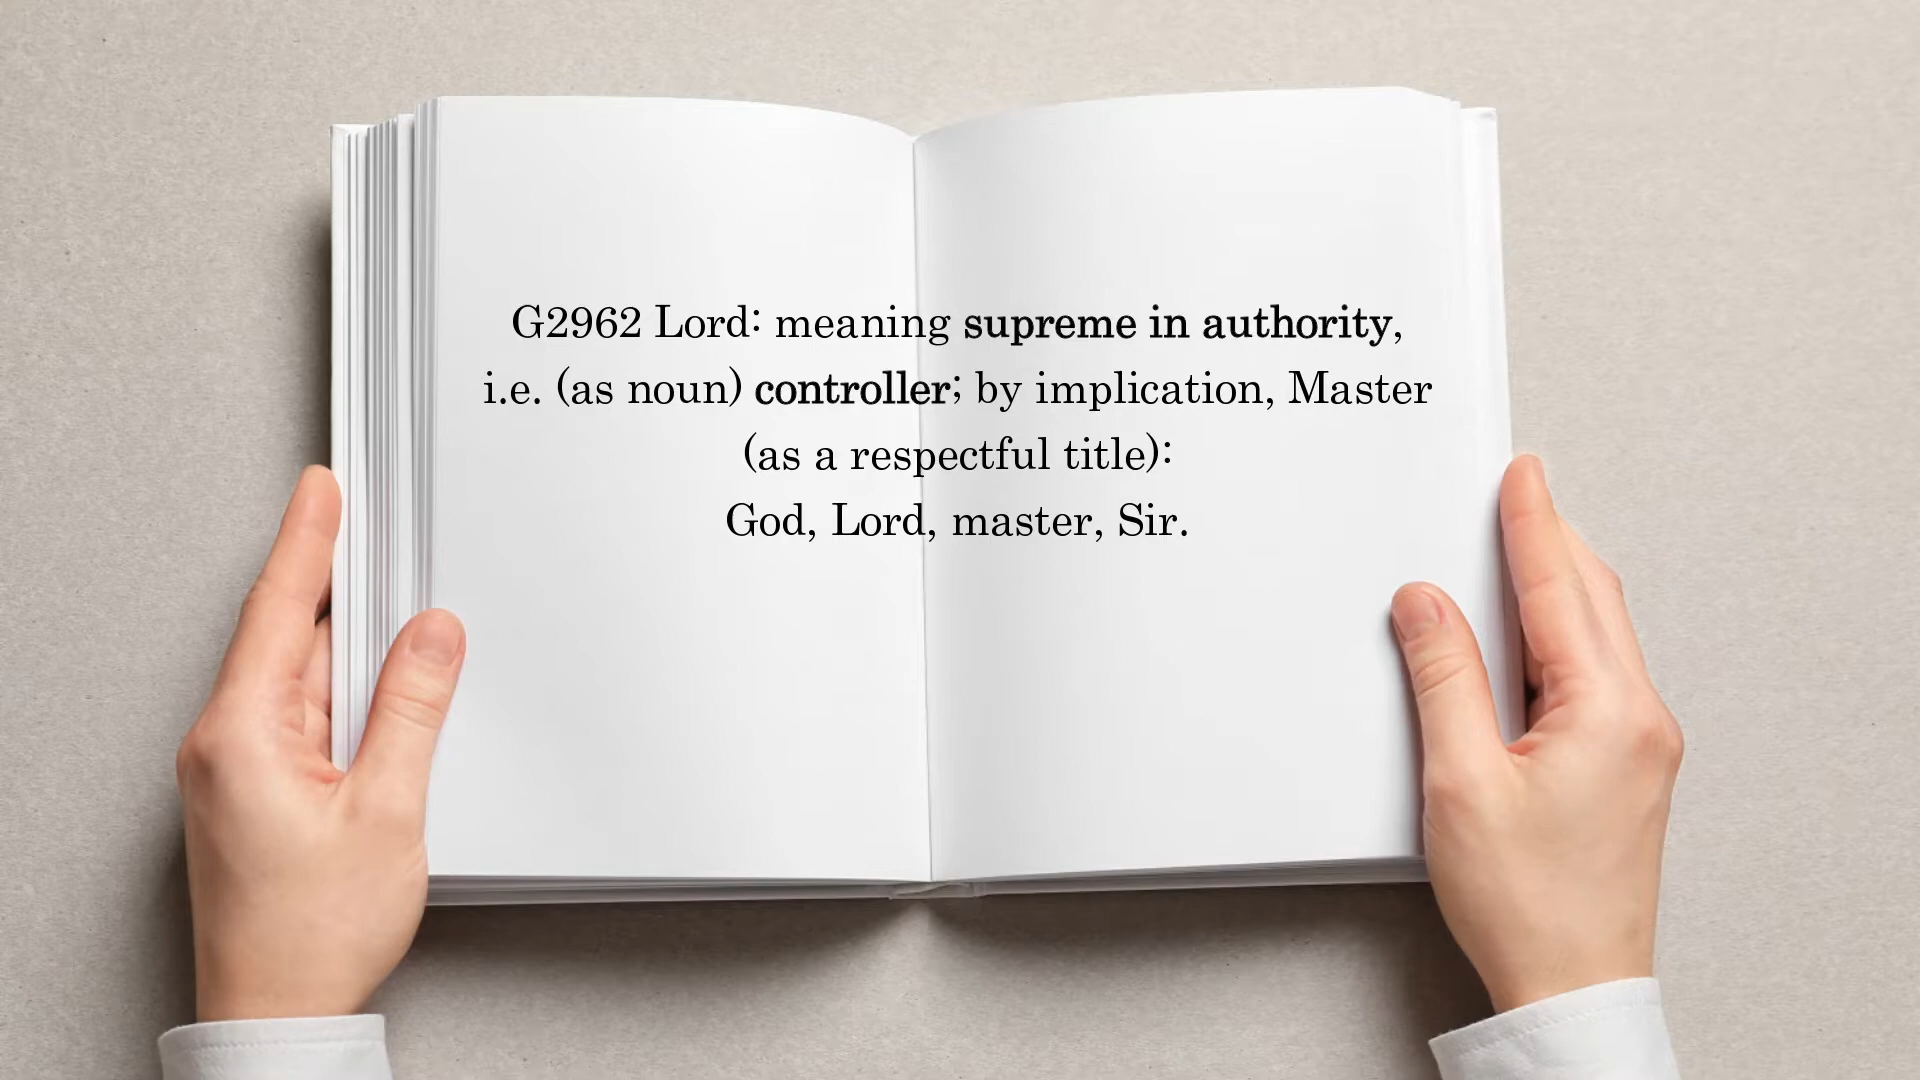 G2962 Lord: meaning supreme in authority,
i.e. (as noun) controller; by implication, Master
(as a respectful title):
God, Lord, master, Sir.